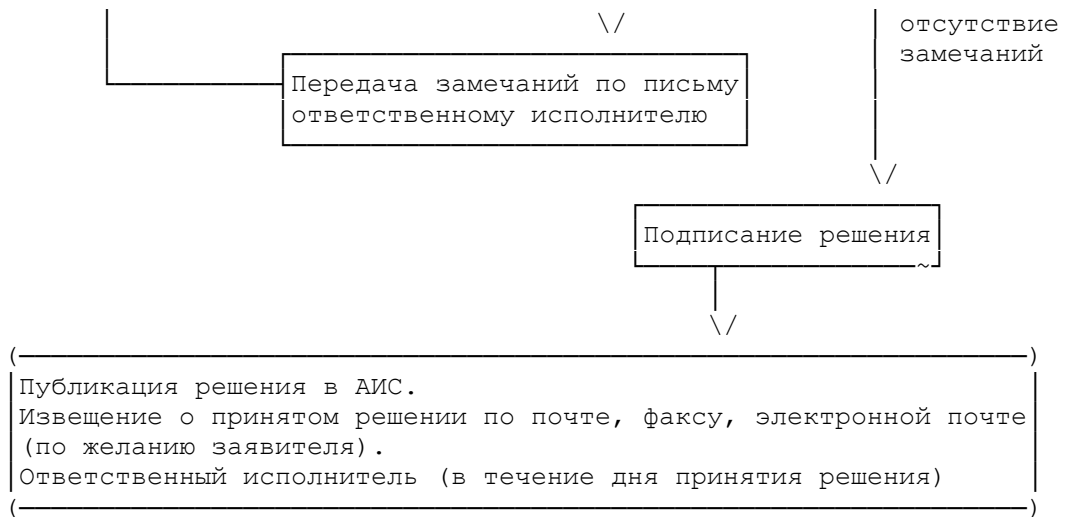 отсутствие
замечаний
Передача замечаний по письму
ответственному исполнителю
Подписание решения
Публикация решения в АИС.
Извещение о принятом решении по почте, факсу, электронной почте
(по желанию заявителя).
Ответственный исполнитель (в течение дня принятия решения)